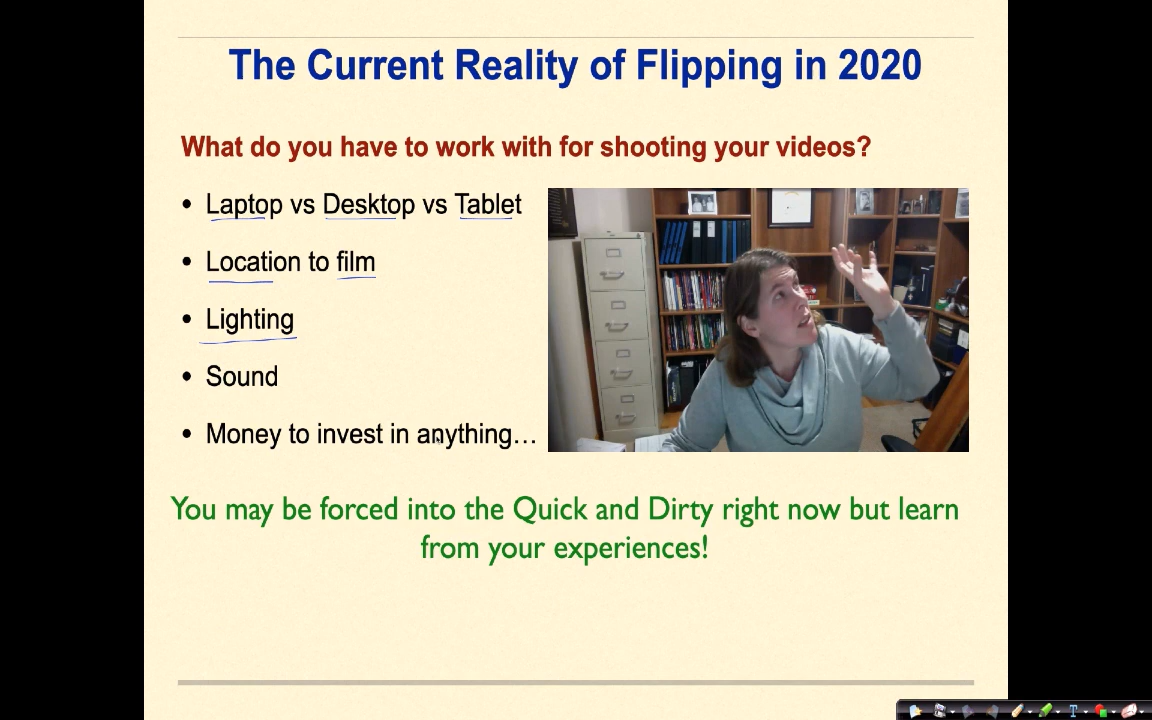 The Current Reality of Flipping in 2020
What do you have to work with for shooting your videos?
• Laptop vs Desktop vs Tablet
• Location to film
• Lighting
• Sound
• Money to invest in anything…
You may be forced into the Quick and Dirty right now but learn
from your experiences!